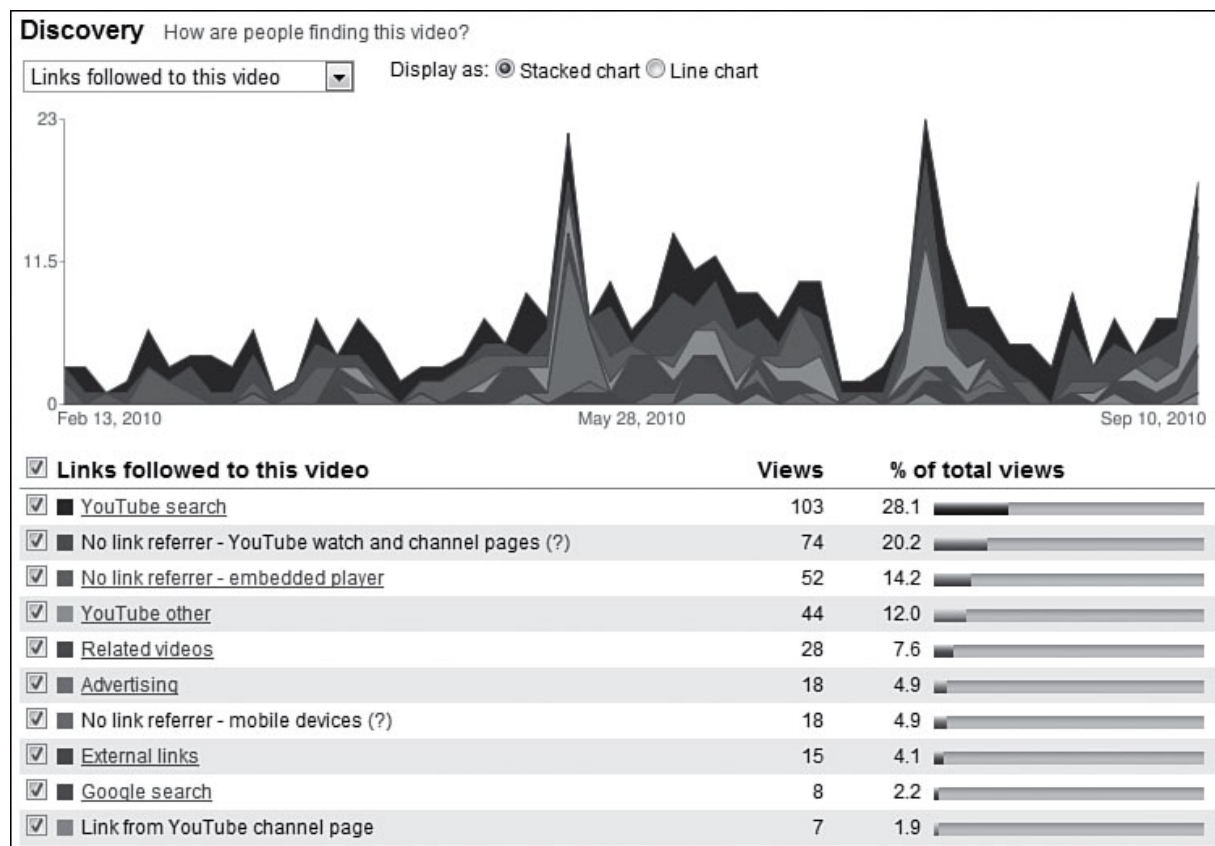 Discovery How are people finding this video?
Links followed to this video Display as: Stacked chart Line chart
23
11.5
0
Feb 13, 2010 May 28, 2010 Sep 10, 2010
Links followed to this video Views % of total views
YouTube search 103 28.1
No link referrer - YouTube watch and channel pages (?) 74 20.2
No link referrer - embedded player 52 14.2
YouTube other 44 12.0
Related videos 28 7.6
Advertising 18 4.9
No link referrer - mobile devices (?) 18 4.9
External links 15 4.1
Google search 8 2.2
Link from YouTube channel page 7 1.9